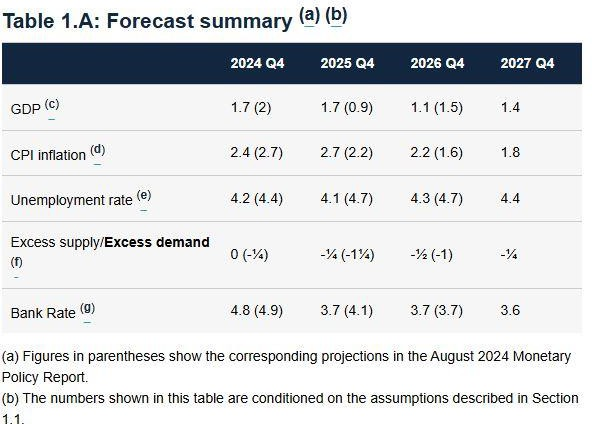 Table 1.A: Forecast summary (a) (b)
2024 Q4 2025 Q4 2026 Q4 2027 Q4
GDP (c) 1.7 (2) 1.7 (0.9) 1.1 (1.5) 1.4
CPI inflation (d) 2.4 (2.7) 2.7 (2.2) 2.2 (1.6) 1.8
Unemployment rate (e) 4.2 (4.4) 4.1 (4.7) 4.3 (4.7) 4.4
Excess supply/Excess demand
(f) 0 (-¼) -¼ (-1¼) -½ (-1) -¼
Bank Rate (g) 4.8 (4.9) 3.7 (4.1) 3.7 (3.7) 3.6
(a) Figures in parentheses show the corresponding projections in the August 2024 Monetary
Policy Report.
(b) The numbers shown in this table are conditioned on the assumptions described in Section
1.1.